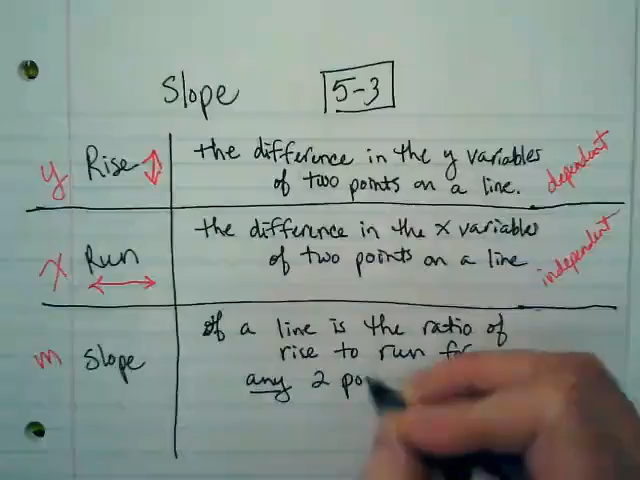 Slope 5-3
y Rise the difference in the y variables
of two points on a line. dependent
x Run the difference in the x variables
of two points on a line independent
of a line is the ratio of
m slope rise to run
any 2 po